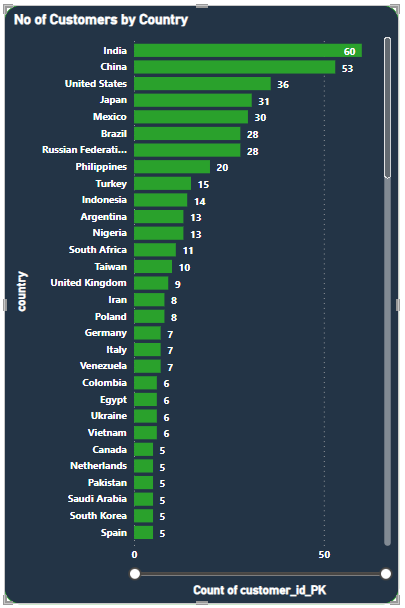 No of Customers by Country
India 60
China 53
United States 36
Japan 31
Mexico 30
Brazil 28
Russian Federati... 28
Philippines 20
Turkey 15
Indonesia 14
Argentina 13
Nigeria 13
South Africa 11
Taiwan 10
United Kingdom 9
Iran 8
Poland 8
Germany 7
Italy 7
Venezuela 7
Colombia 6
Egypt 6
Ukraine 6
Vietnam 6
Canada 5
Netherlands 5
Pakistan 5
Saudi Arabia 5
South Korea 5
Spain 5
country
0 50
Count of customer_id_PK